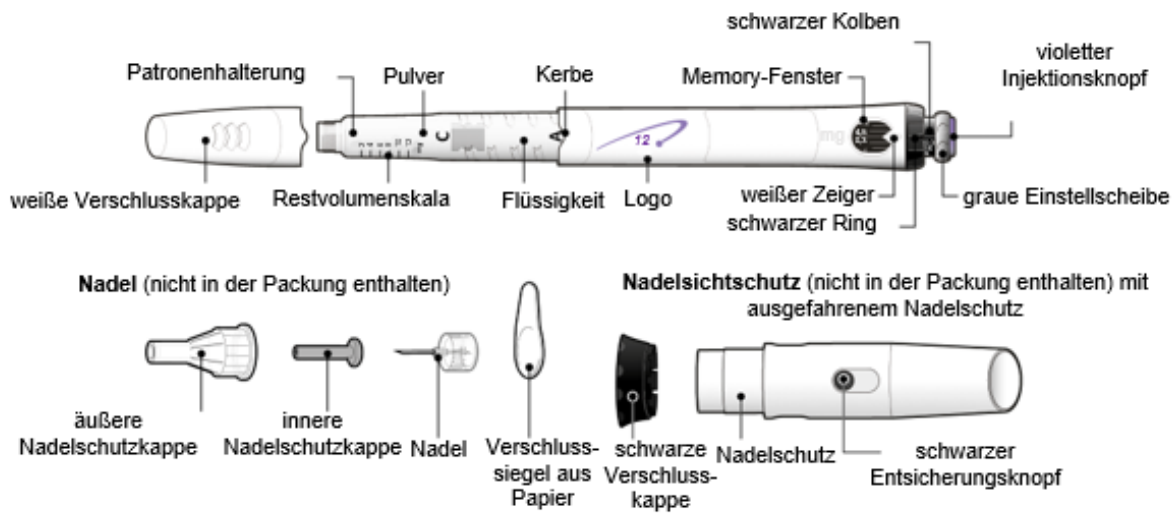 schwarzer Kolben
violetter
Injektionsknopf
Patronenhalterung
Pulver
Kerbe
Memory-Fenster
C
A
12
mg
weiße Verschlusskappe
Restvolumenskala
Flüssigkeit
Logo
weißer Zeiger
graue Einstellscheibe
schwarzer Ring
Nadel (nicht in der Packung enthalten)
Nadelsichtschutz (nicht in der Packung enthalten) mit
ausgefahrenem Nadelschutz
äußere
Nadelschutzkappe
innere
Nadelschutzkappe
Nadel
Verschluss-
siegel aus
Papier
schwarze
Verschluss-
kappe
Nadelschutz
schwarzer
Entsicherungsknopf